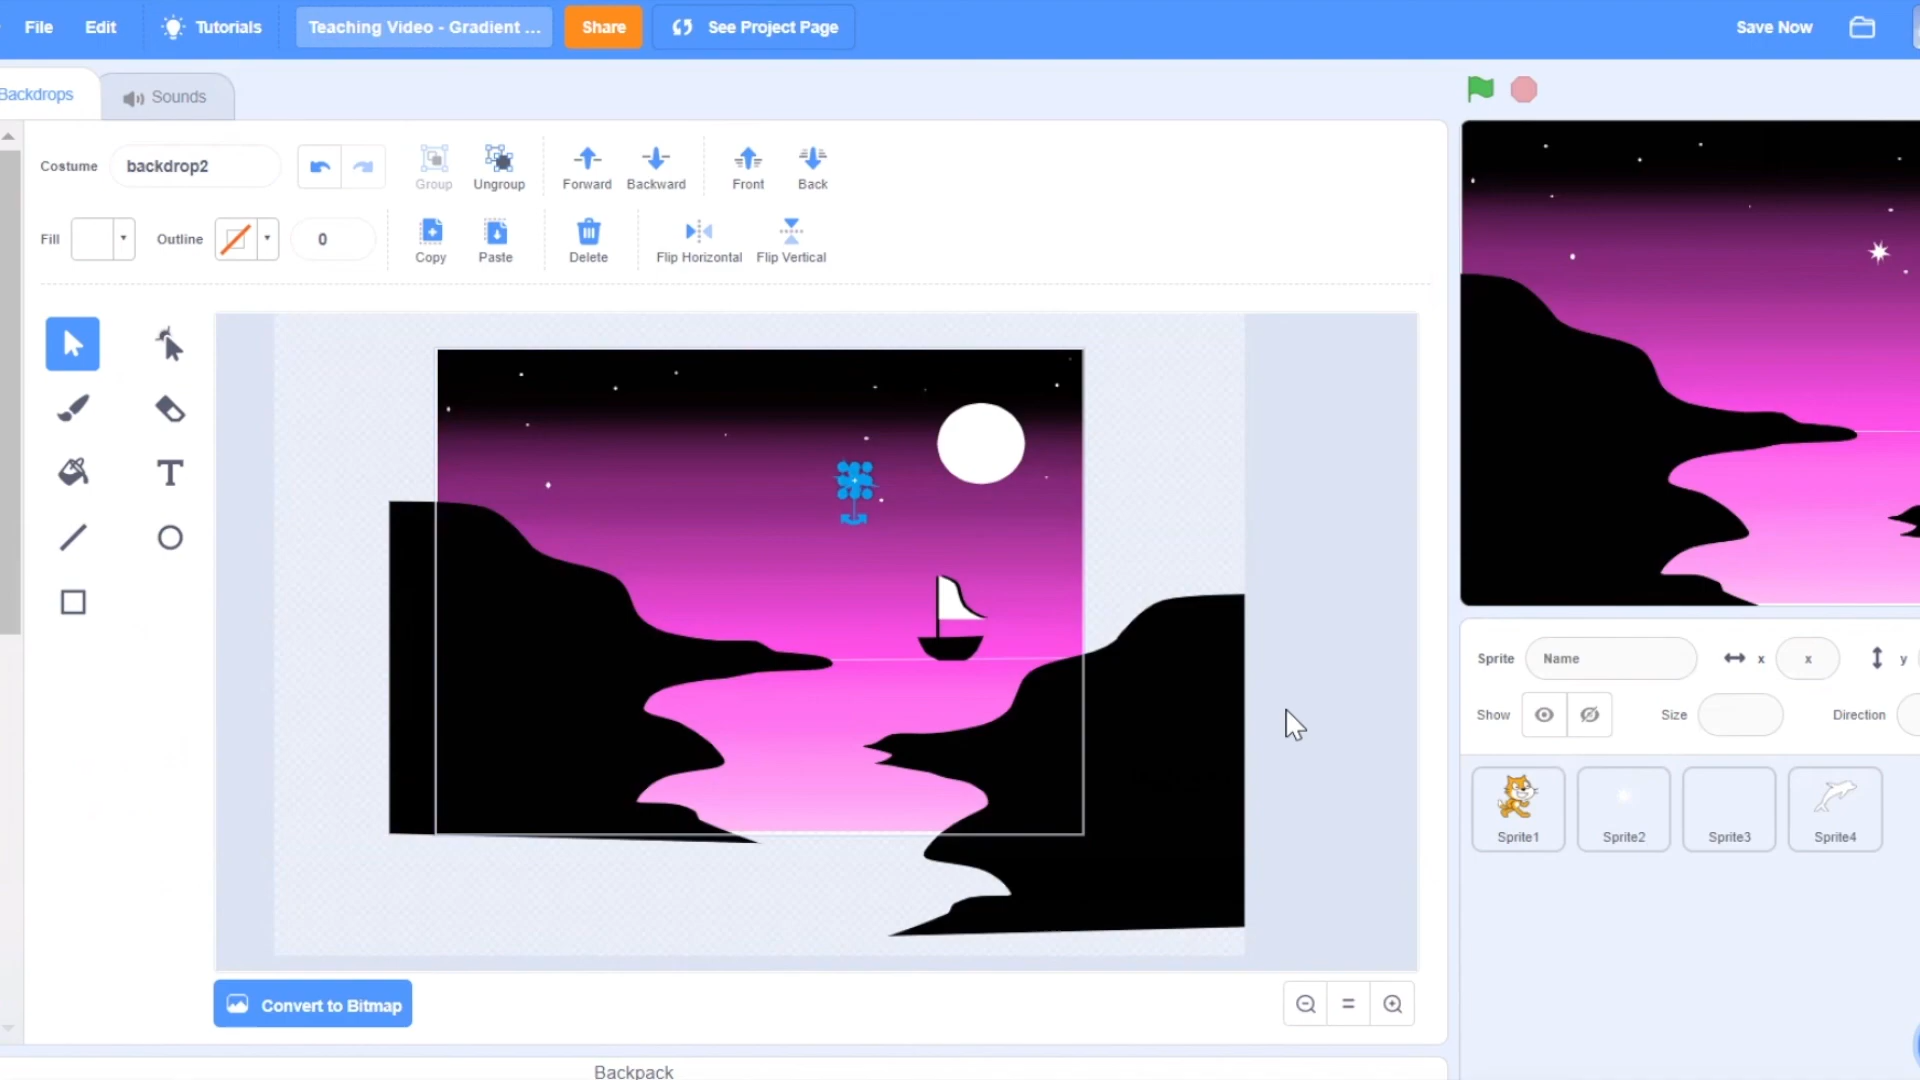 File Edit Tutorials Teaching Video - Gradient ... Share See Project Page Save Now
Backdrops Sounds
Costume backdrop2 Group Ungroup Forward Backward Front Back
Fill Outline 0 Copy Paste Delete Flip Horizontal Flip Vertical
T
Sprite Name x x y
Show Size Direction
Sprite1 Sprite2 Sprite3 Sprite4
Convert to Bitmap
Backpack